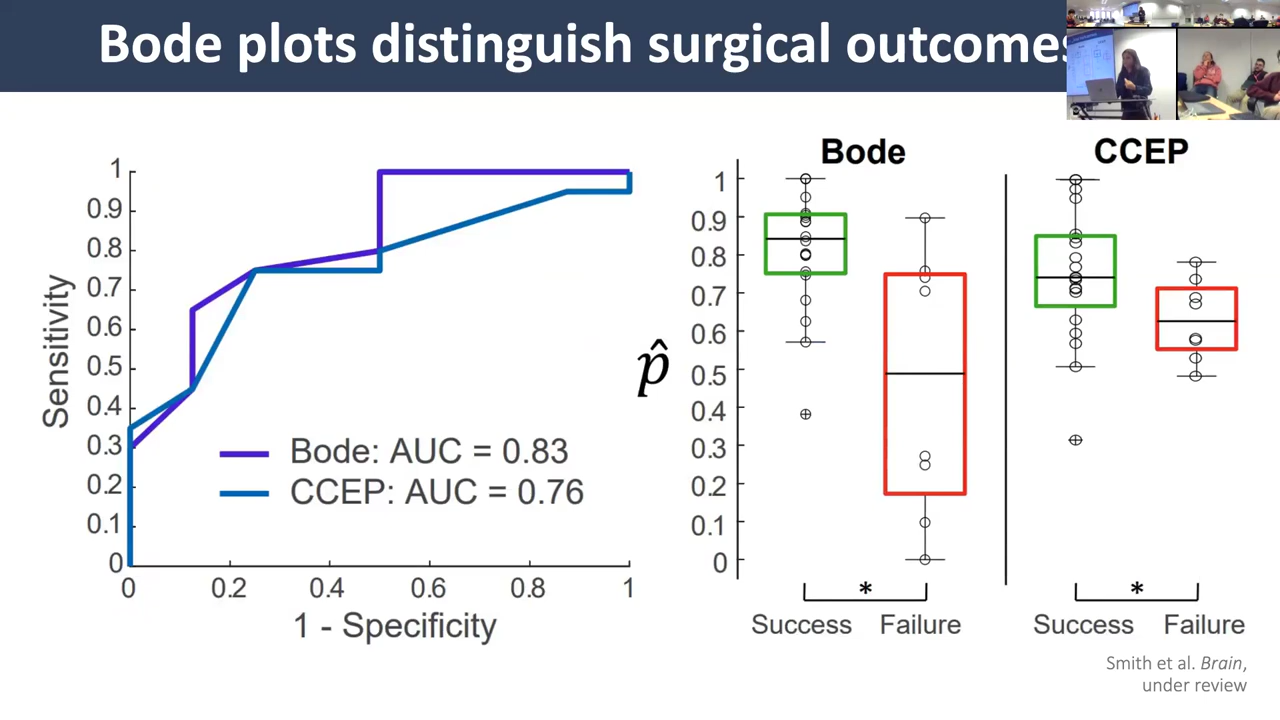 Bode plots distinguish surgical outcomes
1
0.9
0.8
0.7
0.6
0.5
0.4
0.3
0.2
0.1
0
Sensitivity
Bode: AUC = 0.83
CCEP: AUC = 0.76
0 0.2 0.4 0.6 0.8 1
1 - Specificity
Bode CCEP
p̂
1
0.9
0.8
0.7
0.6
0.5
0.4
0.3
0.2
0.1
0
* *
Success Failure Success Failure
Smith et al. Brain,
under review